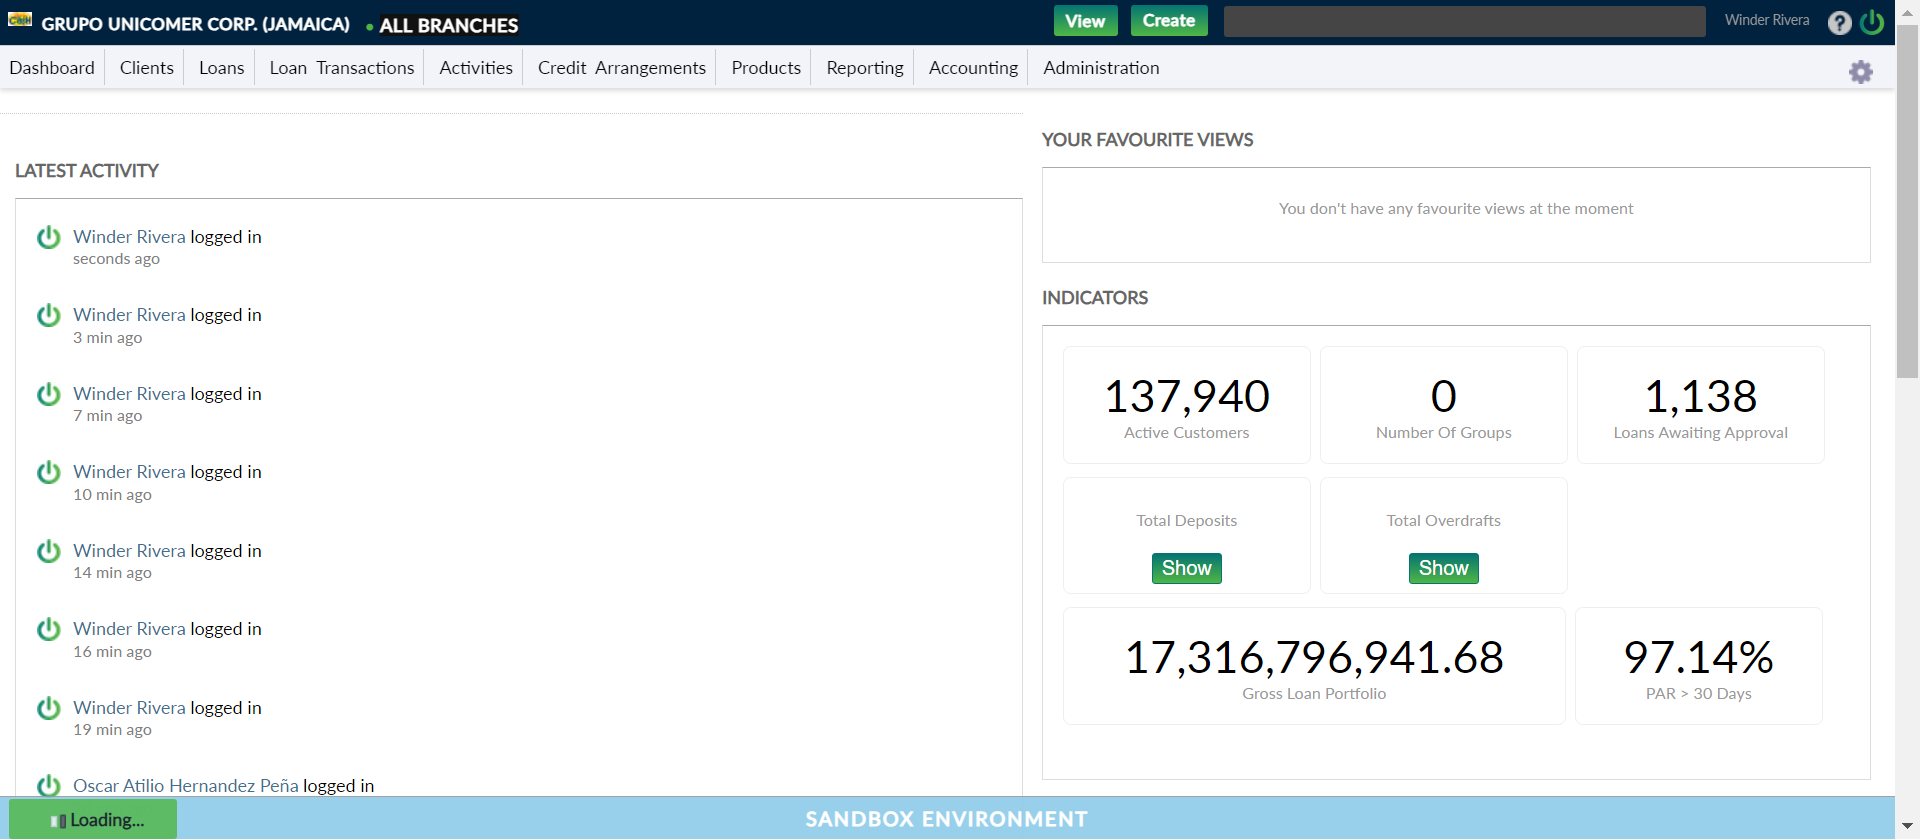 CASH
GRUPO UNICOMER CORP. (JAMAICA) • ALL BRANCHES
View
Create
Winder Rivera
?
Dashboard
Clients
Loans
Loan Transactions
Activities
Credit Arrangements
Products
Reporting
Accounting
Administration
LATEST ACTIVITY
Winder Rivera logged in
seconds ago
Winder Rivera logged in
3 min ago
Winder Rivera logged in
7 min ago
Winder Rivera logged in
10 min ago
Winder Rivera logged in
14 min ago
Winder Rivera logged in
16 min ago
Winder Rivera logged in
19 min ago
Oscar Atilio Hernandez Peña logged in
YOUR FAVOURITE VIEWS
You don't have any favourite views at the moment
INDICATORS
137,940
Active Customers
0
Number Of Groups
1,138
Loans Awaiting Approval
Total Deposits
Show
Total Overdrafts
Show
17,316,796,941.68
Gross Loan Portfolio
97.14%
PAR > 30 Days
Loading...
SANDBOX ENVIRONMENT